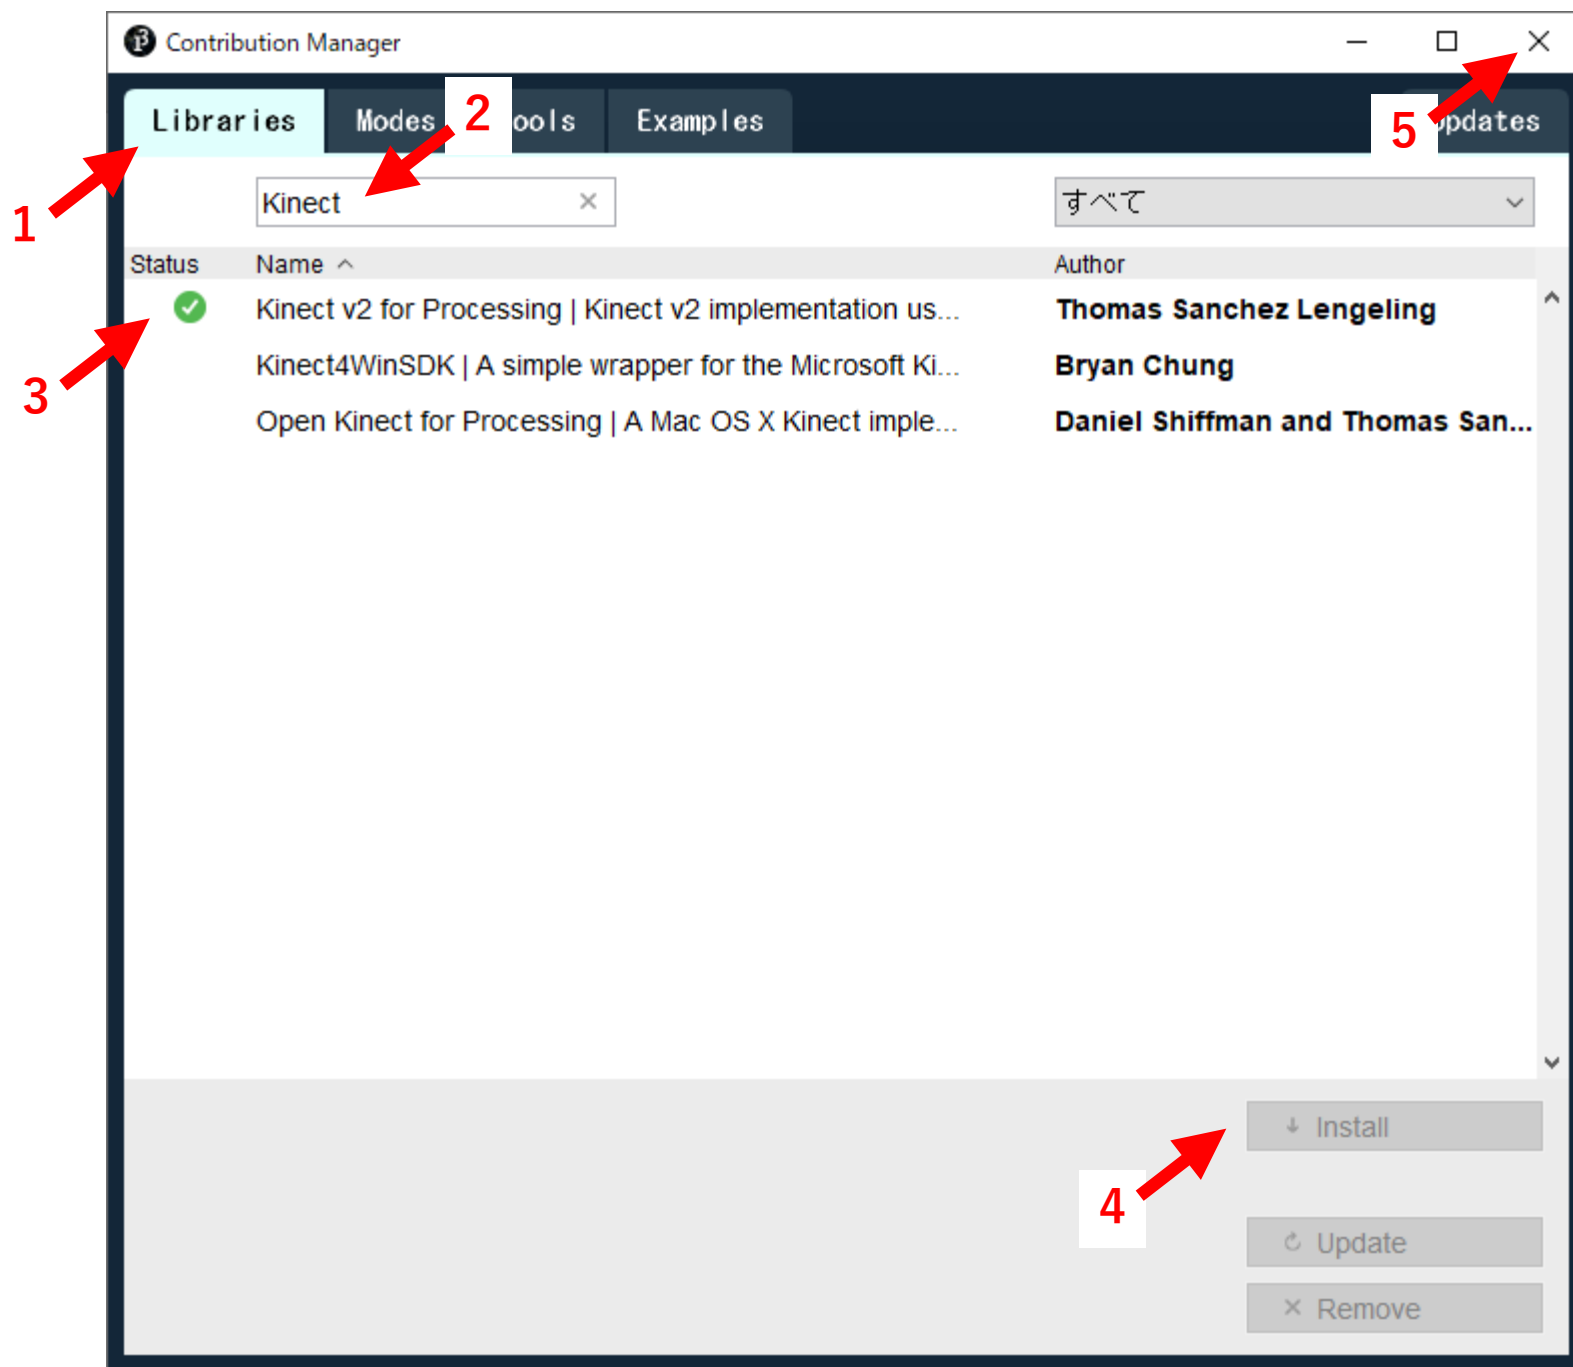 Contribution Manager
Libraries Modes 2 ools Examples 5 pdates
1
Kinect すべて
Status Name Author
Kinect v2 for Processing | Kinect v2 implementation us... Thomas Sanchez Lengeling
3
Kinect4WinSDK | A simple wrapper for the Microsoft Ki... Bryan Chung
Open Kinect for Processing | A Mac OS X Kinect imple... Daniel Shiffman and Thomas San...
Install
4
Update
Remove